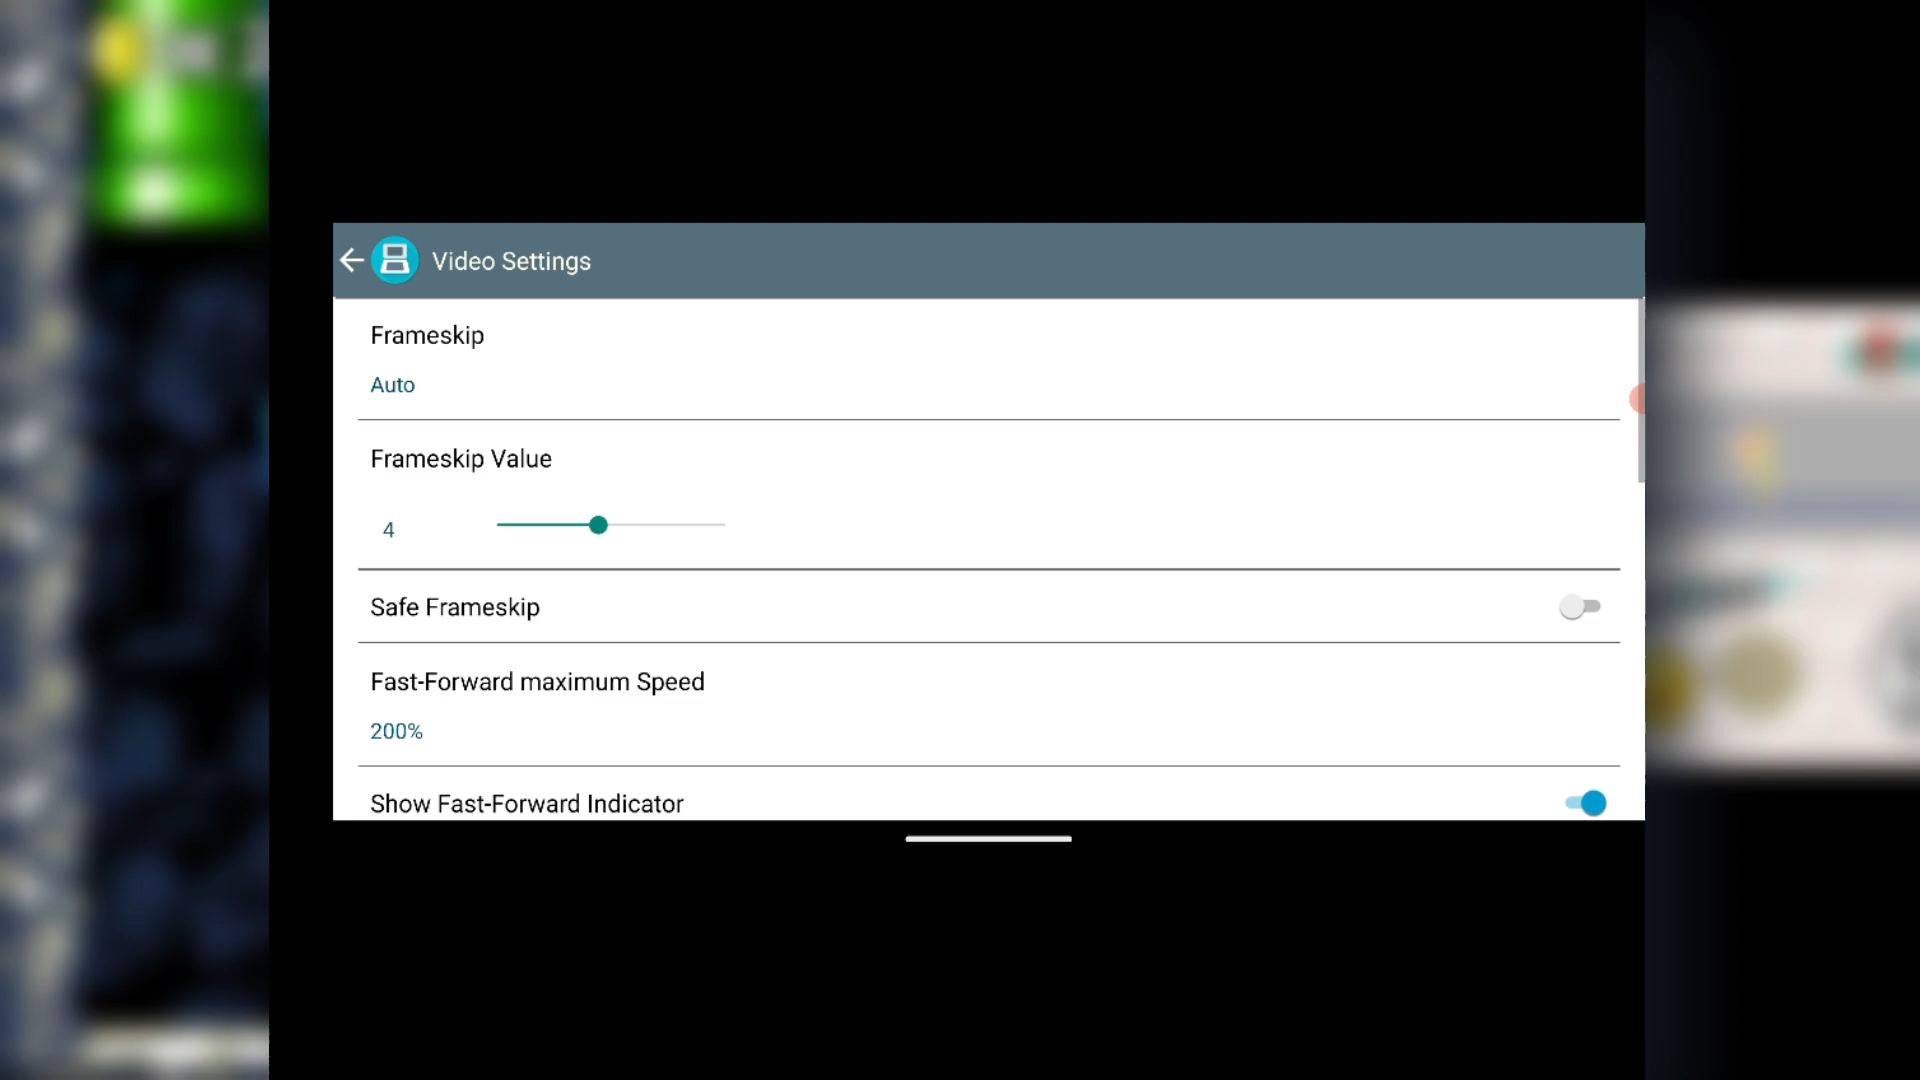 Video Settings
Frameskip
Auto
Frameskip Value
4
Safe Frameskip
Fast-Forward maximum Speed
200%
Show Fast-Forward Indicator